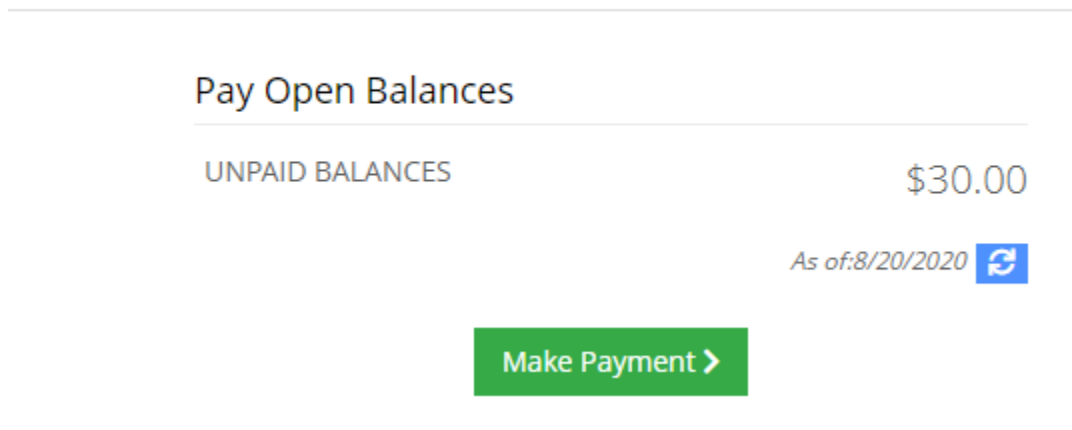 Pay Open Balances
UNPAID BALANCES
$30.00
As of:8/20/2020
Make Payment